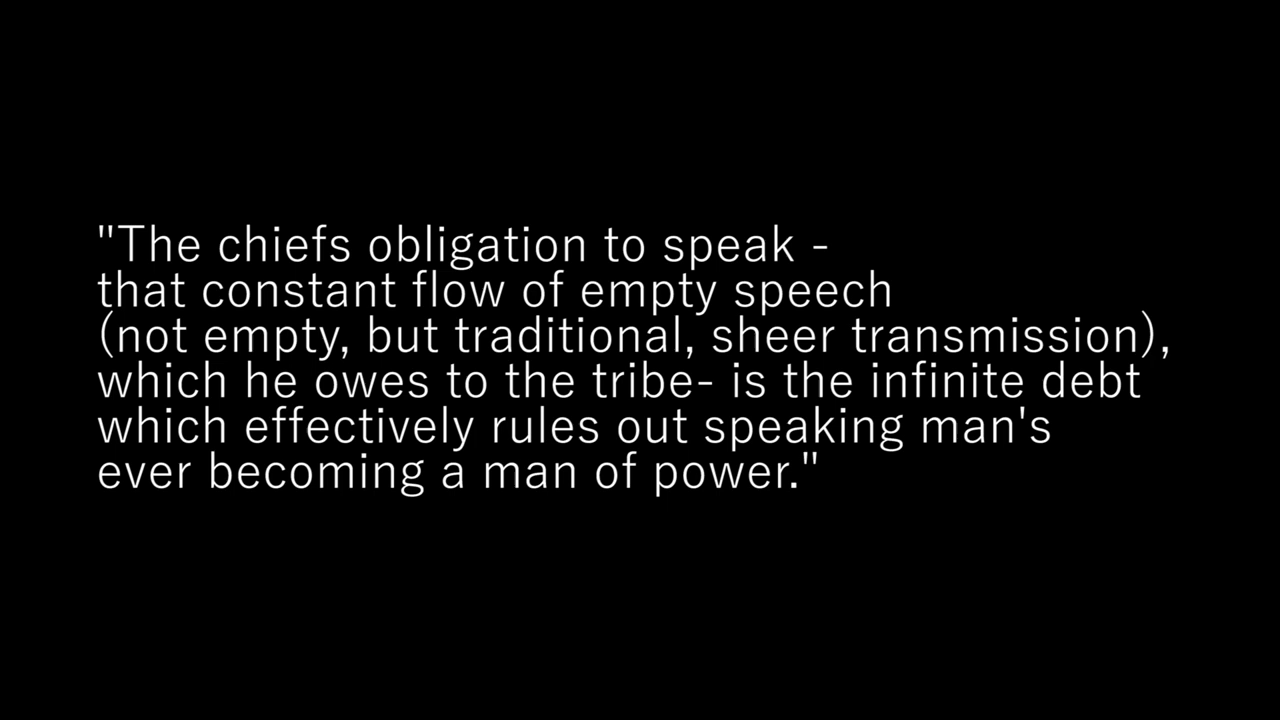 "The chiefs obligation to speak -
that constant flow of empty speech
(not empty, but traditional, sheer transmission),
which he owes to the tribe- is the infinite debt
which effectively rules out speaking man's
ever becoming a man of power."